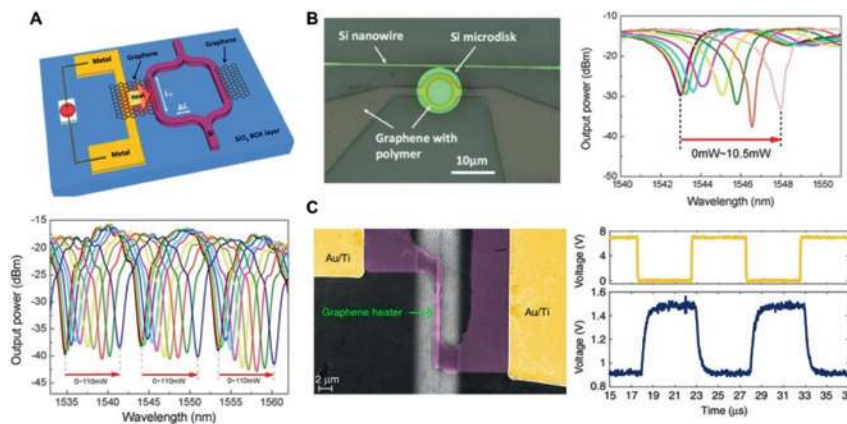 A
Metal
Graphene
Graphene
Heat
ΔL
Si
SiO₂ BOX layer
Metal
B
Si nanowire
Si microdisk
Graphene with
polymer
10μm
Output power (dBm)
-10
-20
-30
-40
-50
0mW~10.5mW
1540 1542 1544 1546 1548 1550
Wavelength (nm)
Output power (dBm)
-15
-20
-25
-30
-35
-40
-45
0~110mW 0~110mW 0~110mW
1535 1540 1545 1550 1555 1560
Wavelength (nm)
C
Au/Ti
Graphene heater
Au/Ti
2 μm
Voltage (V)
8
4
0
Voltage (V)
1.6
1.4
1.2
1.0
0.8
15 17 19 21 23 25 27 29 31 33 35 37
Time (μs)